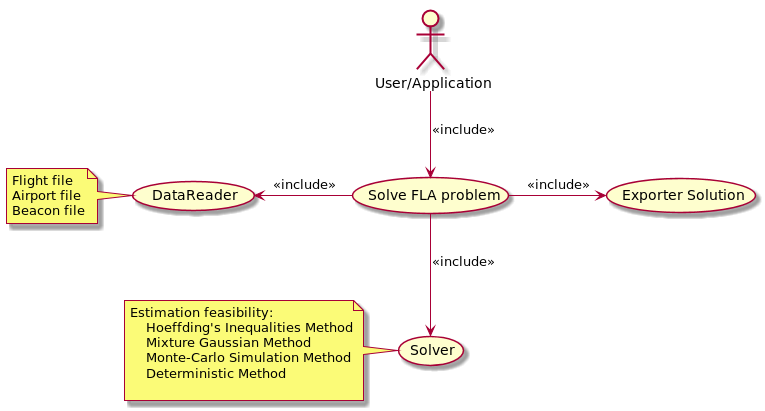 User/Application
«include»
Flight file
Airport file
Beacon file
DataReader
«include»
Solve FLA problem
«include»
Exporter Solution
«include»
Estimation feasibility:
Hoeffding's Inequalities Method
Mixture Gaussian Method
Monte-Carlo Simulation Method
Deterministic Method
Solver